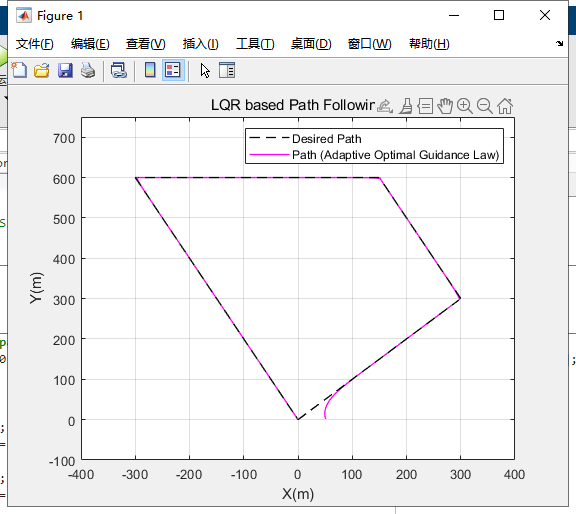 Figure 1
文件(F) 编辑(E) 查看(V) 插入(I) 工具(T) 桌面(D) 窗口(W) 帮助(H)
LQR based Path Followin
Desired Path
Path (Adaptive Optimal Guidance Law)
700
600
500
400
300
200
100
0
-100
Y(m)
-400 -300 -200 -100 0 100 200 300 400
X(m)